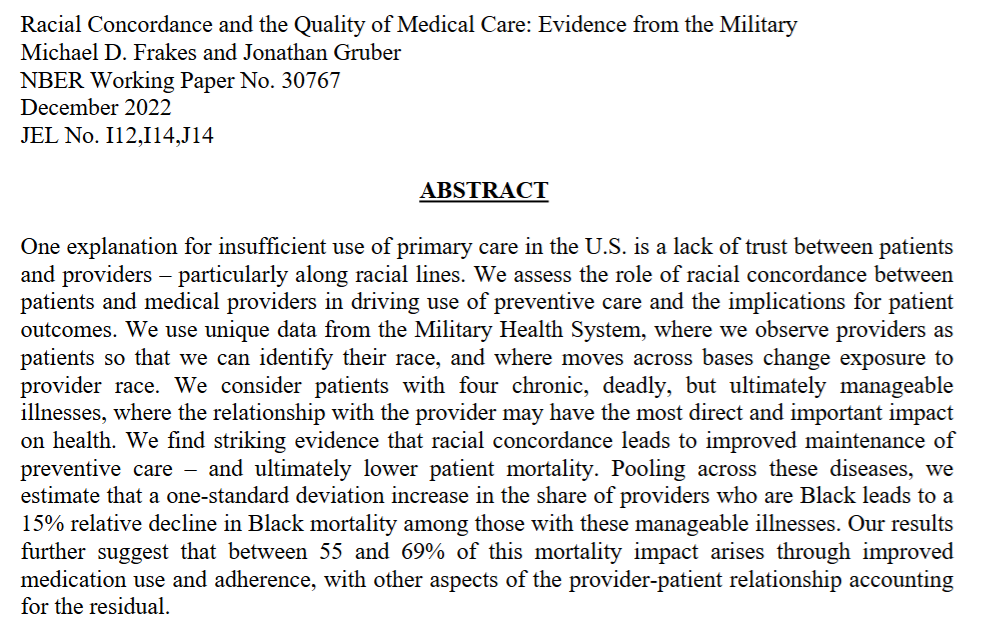 Racial Concordance and the Quality of Medical Care: Evidence from the Military
Michael D. Frakes and Jonathan Gruber
NBER Working Paper No. 30767
December 2022
JEL No. I12,I14,J14
ABSTRACT
One explanation for insufficient use of primary care in the U.S. is a lack of trust between patients
and providers – particularly along racial lines. We assess the role of racial concordance between
patients and medical providers in driving use of preventive care and the implications for patient
outcomes. We use unique data from the Military Health System, where we observe providers as
patients so that we can identify their race, and where moves across bases change exposure to
provider race. We consider patients with four chronic, deadly, but ultimately manageable
illnesses, where the relationship with the provider may have the most direct and important impact
on health. We find striking evidence that racial concordance leads to improved maintenance of
preventive care – and ultimately lower patient mortality. Pooling across these diseases, we
estimate that a one-standard deviation increase in the share of providers who are Black leads to a
15% relative decline in Black mortality among those with these manageable illnesses. Our results
further suggest that between 55 and 69% of this mortality impact arises through improved
medication use and adherence, with other aspects of the provider-patient relationship accounting
for the residual.